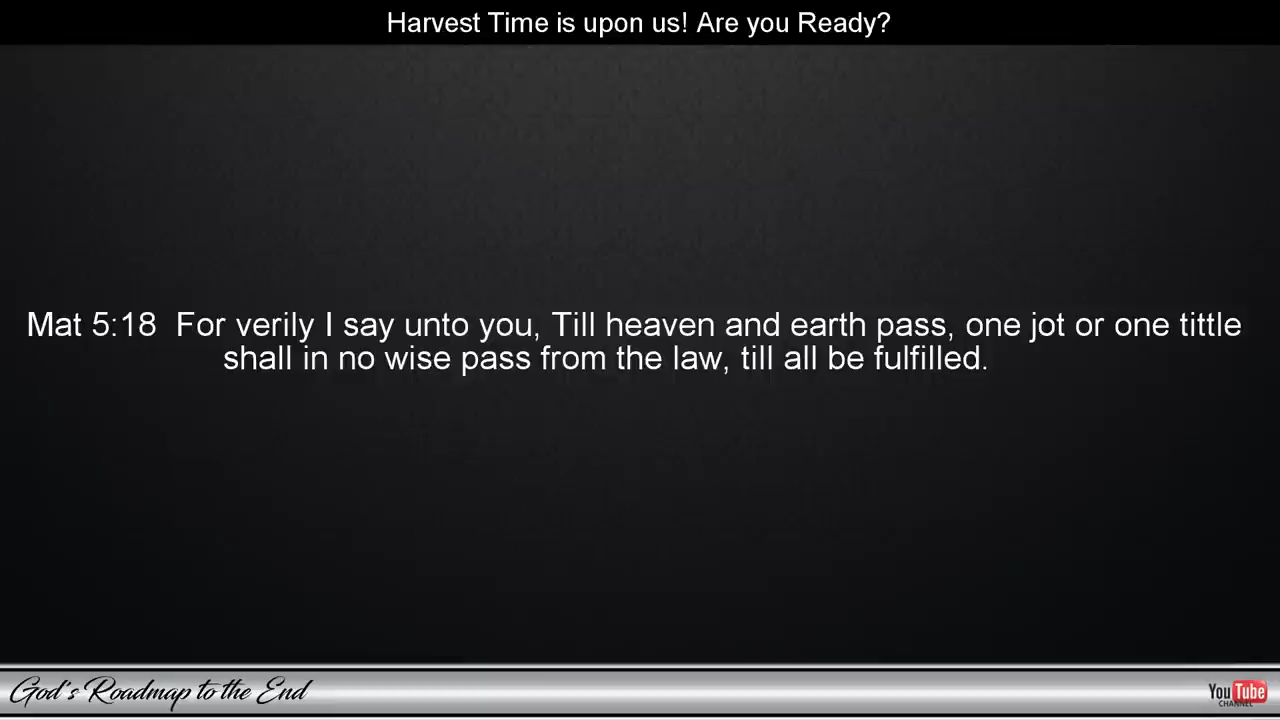 Harvest Time is upon us! Are you Ready?
Mat 5:18  For verily I say unto you, Till heaven and earth pass, one jot or one tittle
shall in no wise pass from the law, till all be fulfilled.
God's Roadmap to the End
YouTube
CHANNEL